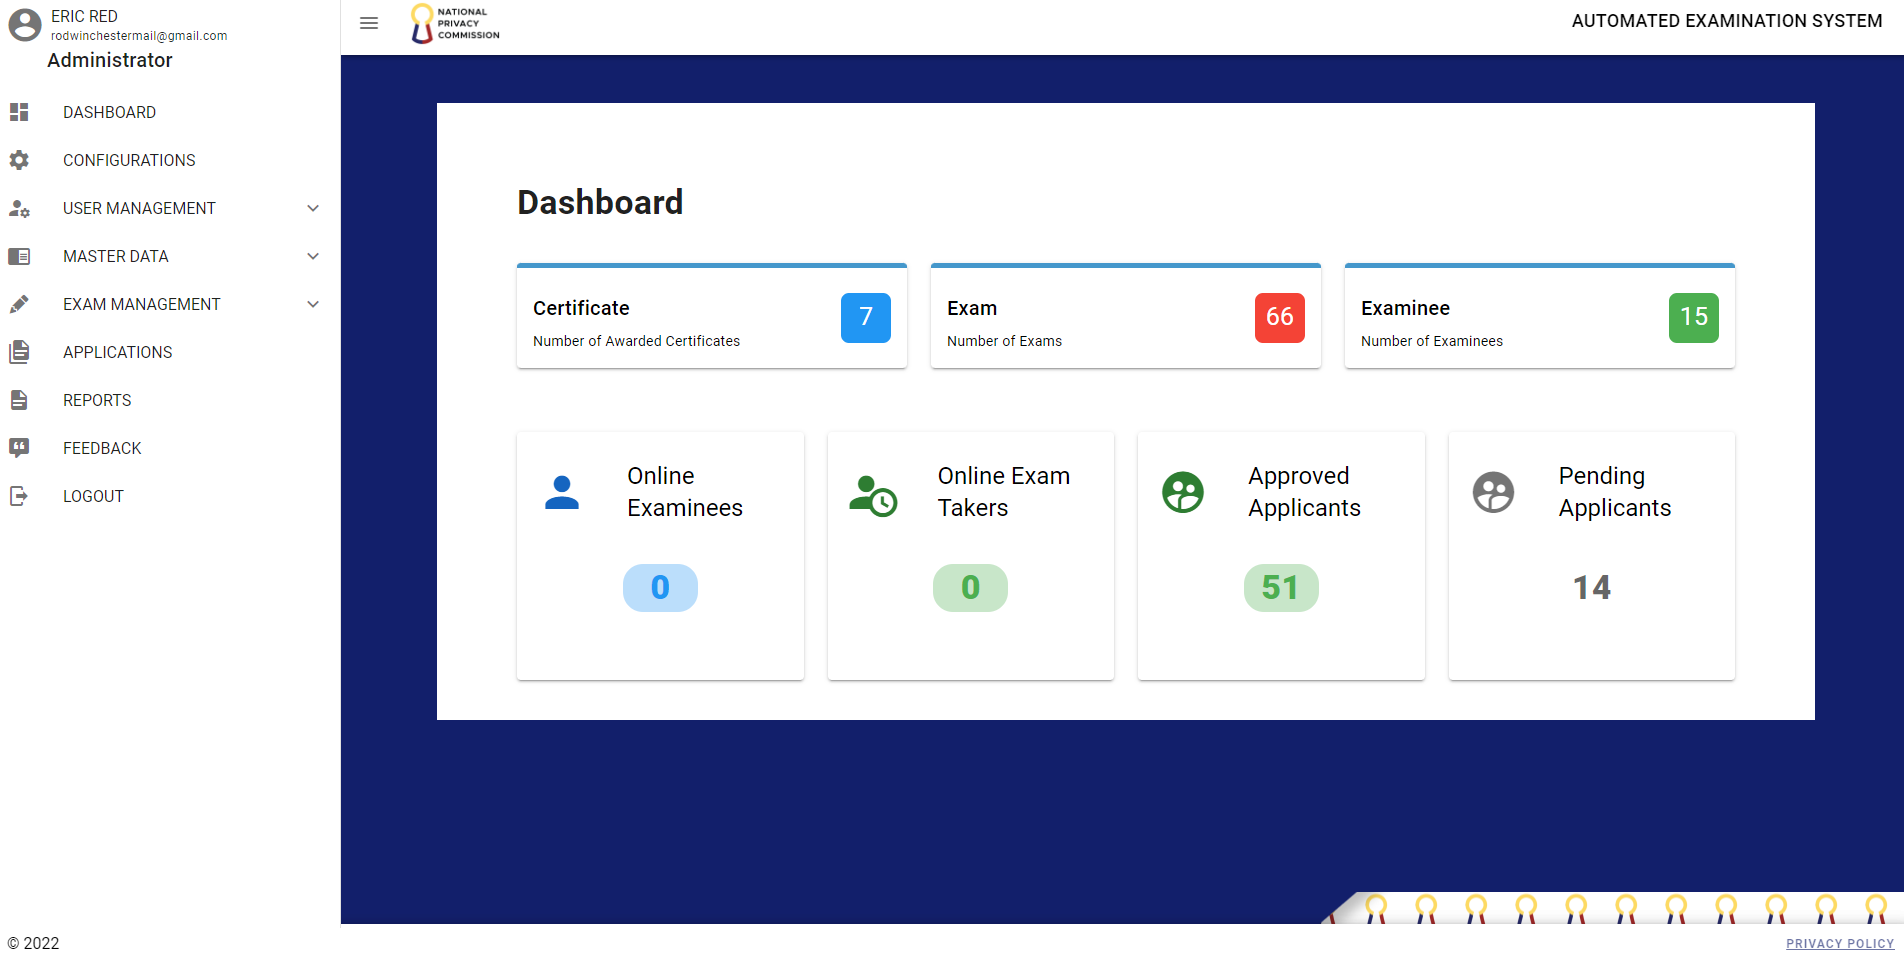 ERIC RED
rodwinchestermail@gmail.com
Administrator
DASHBOARD
CONFIGURATIONS
USER MANAGEMENT
MASTER DATA
EXAM MANAGEMENT
APPLICATIONS
REPORTS
FEEDBACK
LOGOUT
© 2022
NATIONAL
PRIVACY
COMMISSION
AUTOMATED EXAMINATION SYSTEM
Dashboard
Certificate
Number of Awarded Certificates
7
Exam
Number of Exams
66
Examinee
Number of Examinees
15
Online
Examinees
0
Online Exam
Takers
0
Approved
Applicants
51
Pending
Applicants
14
PRIVACY POLICY